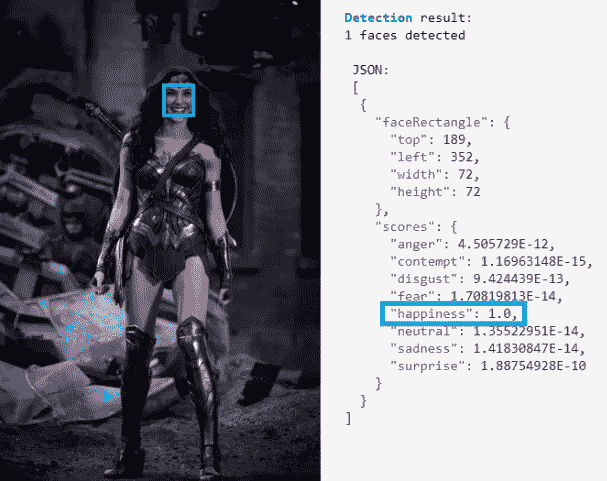 Detection result:
1 faces detected
JSON:
[
{
"faceRectangle": {
"top": 189,
"left": 352,
"width": 72,
"height": 72
},
"scores": {
"anger": 4.505729E-12,
"contempt": 1.16963148E-15,
"disgust": 9.424439E-13,
"fear": 1.70819813E-14,
"happiness": 1.0,
"neutral": 1.35522951E-14,
"sadness": 1.41830847E-14,
"surprise": 1.88754928E-10
}
}
]